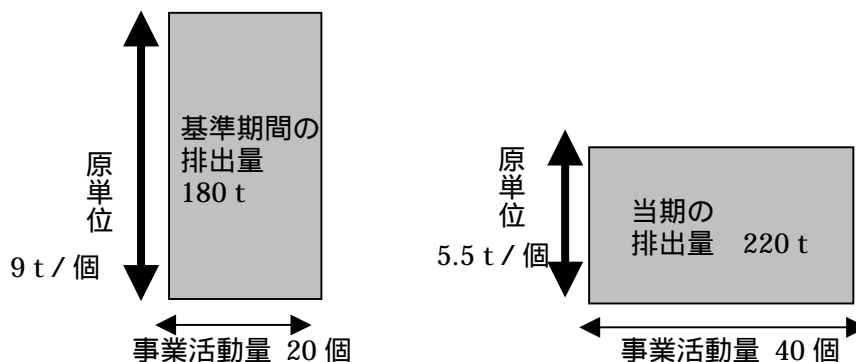 原単位
9 t / 個
基準期間の
排出量
180 t
事業活動量 20 個
原単位
5.5 t / 個
当期の
排出量 220 t
事業活動量 40 個